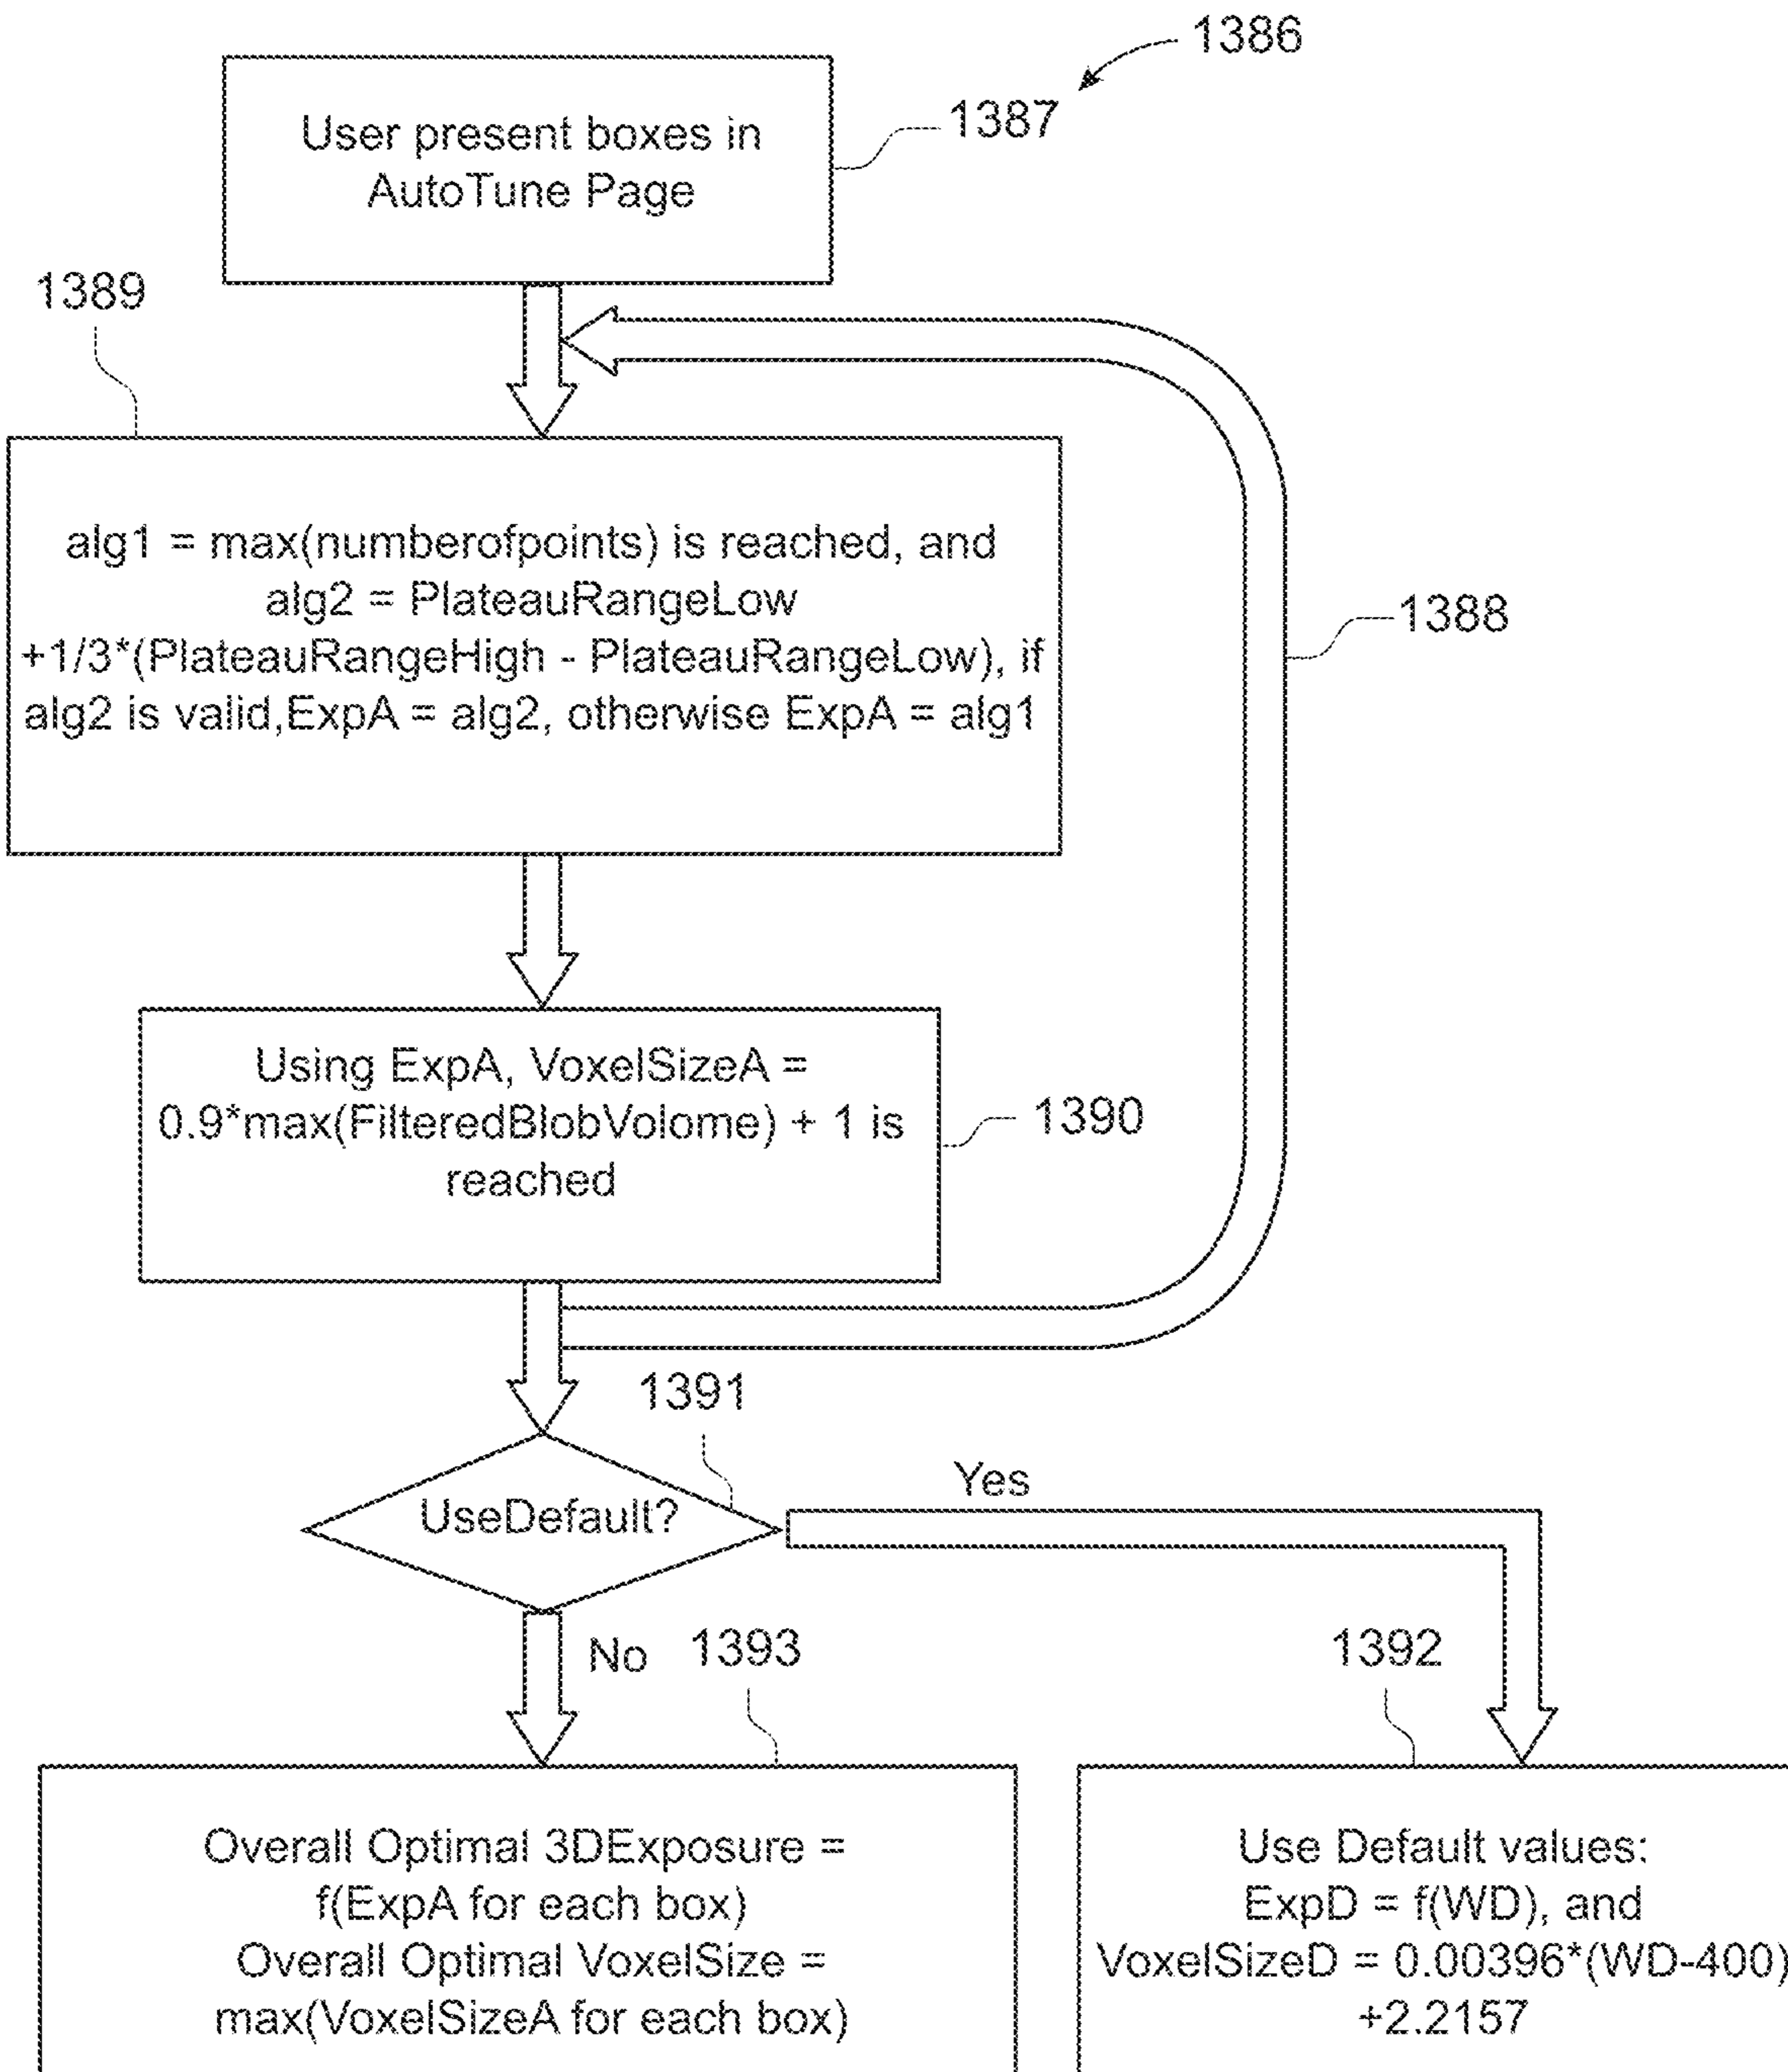 1386
User present boxes in
AutoTune Page
1387
1389
alg1 = max(numberofpoints) is reached, and
alg2 = PlateauRangeLow
+1/3*(PlateauRangeHigh - PlateauRangeLow), if
alg2 is valid,ExpA = alg2, otherwise ExpA = alg1
1388
Using ExpA, VoxelSizeA =
0.9*max(FilteredBlobVolome) + 1 is
reached
1390
1391
UseDefault?
Yes
No
1393
1392
Overall Optimal 3DExposure =
f(ExpA for each box)
Overall Optimal VoxelSize =
max(VoxelSizeA for each box)
Use Default values:
ExpD = f(WD), and
VoxelSizeD = 0.00396*(WD-400)
+2.2157